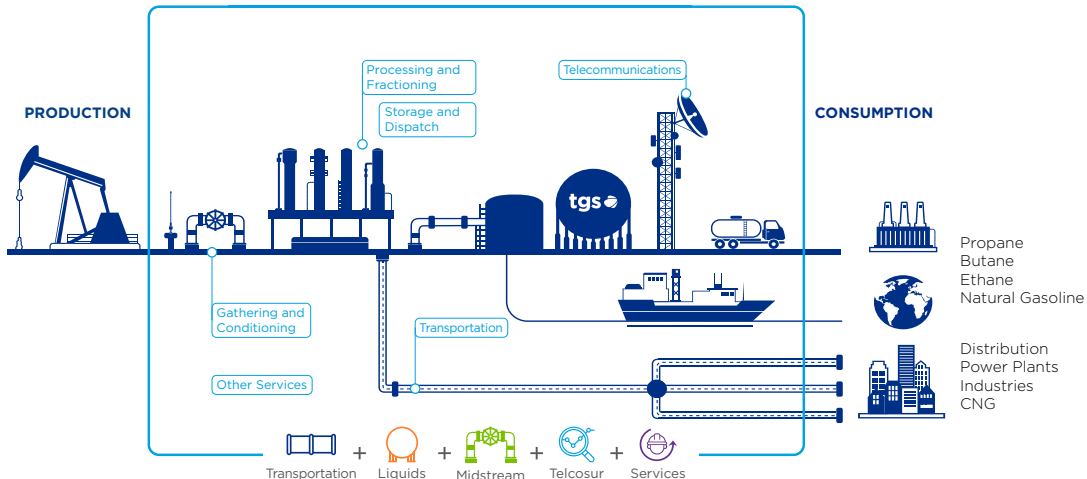 PRODUCTION
Processing and
Fractioning
Storage and
Dispatch
Telecommunications
CONSUMPTION
tgs
Gathering and
Conditioning
Transportation
Other Services
Propane
Butane
Ethane
Natural Gasoline
Distribution
Power Plants
Industries
CNG
Transportation + Liquids + Midstream + Telcosur + Services